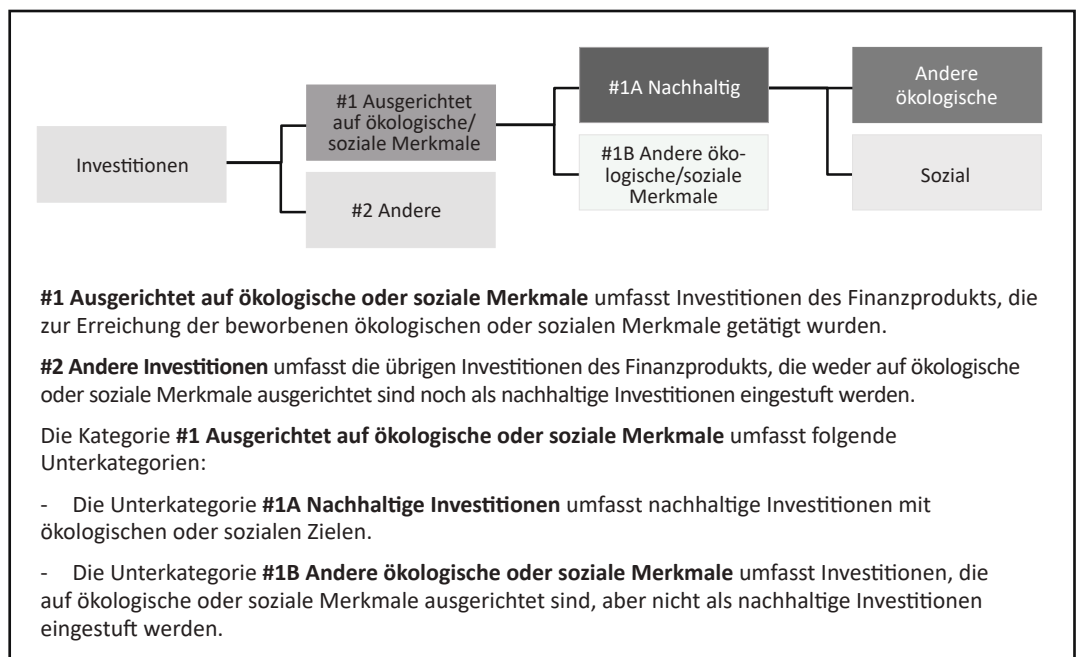 Investitionen
#1 Ausgerichtet
auf ökologische/
soziale Merkmale
#2 Andere
#1A Nachhaltig
#1B Andere öko-
logische/soziale
Merkmale
Andere
ökologische
Sozial
#1 Ausgerichtet auf ökologische oder soziale Merkmale umfasst Investitionen des Finanzprodukts, die
zur Erreichung der beworbenen ökologischen oder sozialen Merkmale getätigt wurden.
#2 Andere Investitionen umfasst die übrigen Investitionen des Finanzprodukts, die weder auf ökologische
oder soziale Merkmale ausgerichtet sind noch als nachhaltige Investitionen eingestuft werden.
Die Kategorie #1 Ausgerichtet auf ökologische oder soziale Merkmale umfasst folgende
Unterkategorien:
- Die Unterkategorie #1A Nachhaltige Investitionen umfasst nachhaltige Investitionen mit
ökologischen oder sozialen Zielen.
- Die Unterkategorie #1B Andere ökologische oder soziale Merkmale umfasst Investitionen, die
auf ökologische oder soziale Merkmale ausgerichtet sind, aber nicht als nachhaltige Investitionen
eingestuft werden.